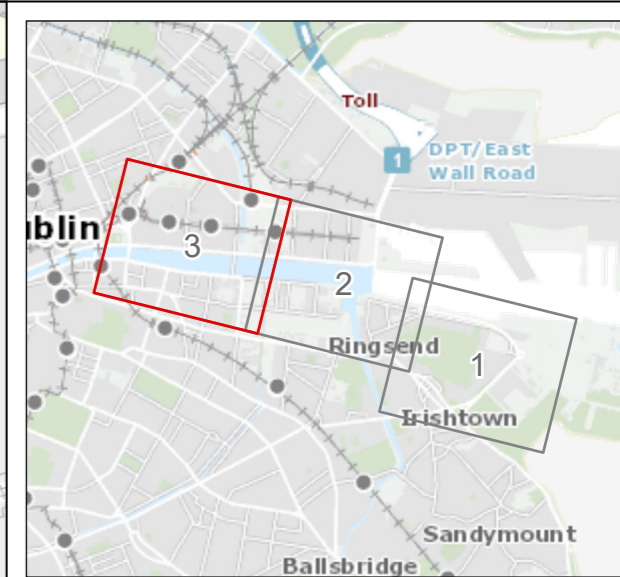 Toll
1
DPT/East
Wall Road
ublin
3
2
Ringsend
1
Irishtown
Sandymount
Ballsbridge